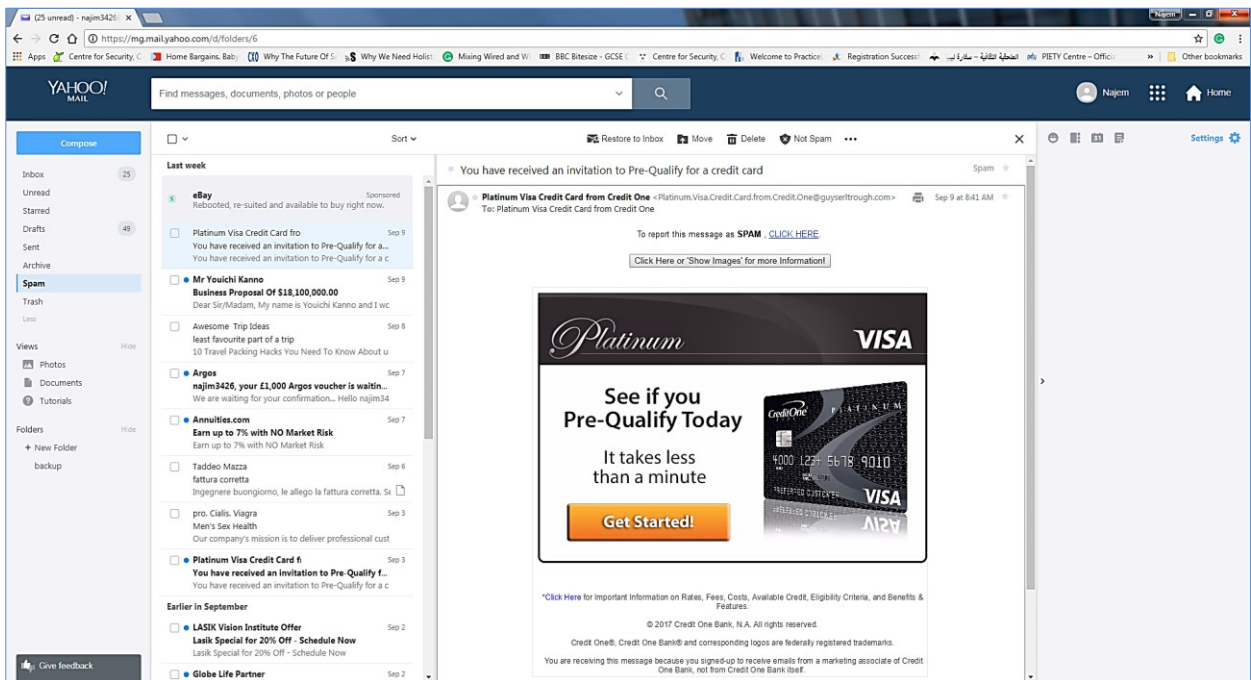 (25 unread) - najim3426
Najem
https://mg.mail.yahoo.com/d/folders/6
Apps Centre for Security, C Home Bargains. Baby Why The Future Of Se Why We Need Holist Mixing Wired and Wi BBC Bitesize - GCSE C Centre for Security, C Welcome to Practice Registration Success PIETY Centre – Offici » Other bookmarks
YAHOO!
MAIL
Find messages, documents, photos or people
Najem
Home
Compose
Inbox 25
Unread
Starred
Drafts 49
Sent
Archive
Spam
Trash
Less
Views Hide
Photos
Documents
Tutorials
Folders Hide
+ New Folder
backup
Give feedback
Sort
Last week
eBay Sponsored
Rebooted, re-suited and available to buy right now.
Platinum Visa Credit Card fro Sep 9
You have received an invitation to Pre-Qualify for a...
You have received an invitation to Pre-Qualify for a c
Mr Youichi Kanno Sep 9
Business Proposal Of $18,100,000.00
Dear Sir/Madam, My name is Youichi Kanno and I wc
Awesome Trip Ideas Sep 8
least favourite part of a trip
10 Travel Packing Hacks You Need To Know About u
Argos Sep 7
najim3426, your £1,000 Argos voucher is waitin...
We are waiting for your confirmation... Hello najim34
Annuities.com Sep 7
Earn up to 7% with NO Market Risk
Earn up to 7% with NO Market Risk
Taddeo Mazza Sep 6
fattura corretta
Ingegnere buongiorno, le allego la fattura corretta. Se
pro. Cialis. Viagra Sep 3
Men's Sex Health
Our company's mission is to deliver professional cust
Platinum Visa Credit Card fi Sep 3
You have received an invitation to Pre-Qualify f...
You have received an invitation to Pre-Qualify for a c
Earlier in September
LASIK Vision Institute Offer Sep 2
Lasik Special for 20% Off - Schedule Now
Lasik Special for 20% Off - Schedule Now
Globe Life Partner Sep 2
Restore to Inbox Move Delete Not Spam
You have received an invitation to Pre-Qualify for a credit card Spam
Platinum Visa Credit Card from Credit One <Platinum.Visa.Credit.Card.from.Credit.One@guyserltrough.com> Sep 9 at 8:41 AM
To: Platinum Visa Credit Card from Credit One
To report this message as SPAM , CLICK HERE.
Click Here or 'Show Images' for more Information!
Platinum VISA
See if you
Pre-Qualify Today
It takes less
than a minute
Get Started!
CreditOne PLATINUM
4000 1234 5678 9010
PREFERRED CUSTOMER
VISA
*Click Here for Important Information on Rates, Fees, Costs, Available Credit, Eligibility Criteria, and Benefits &
Features.
© 2017 Credit One Bank, N.A. All rights reserved.
Credit One®, Credit One Bank® and corresponding logos are federally registered trademarks.
You are receiving this message because you signed-up to receive emails from a marketing associate of Credit
One Bank, not from Credit One Bank itself.
Settings